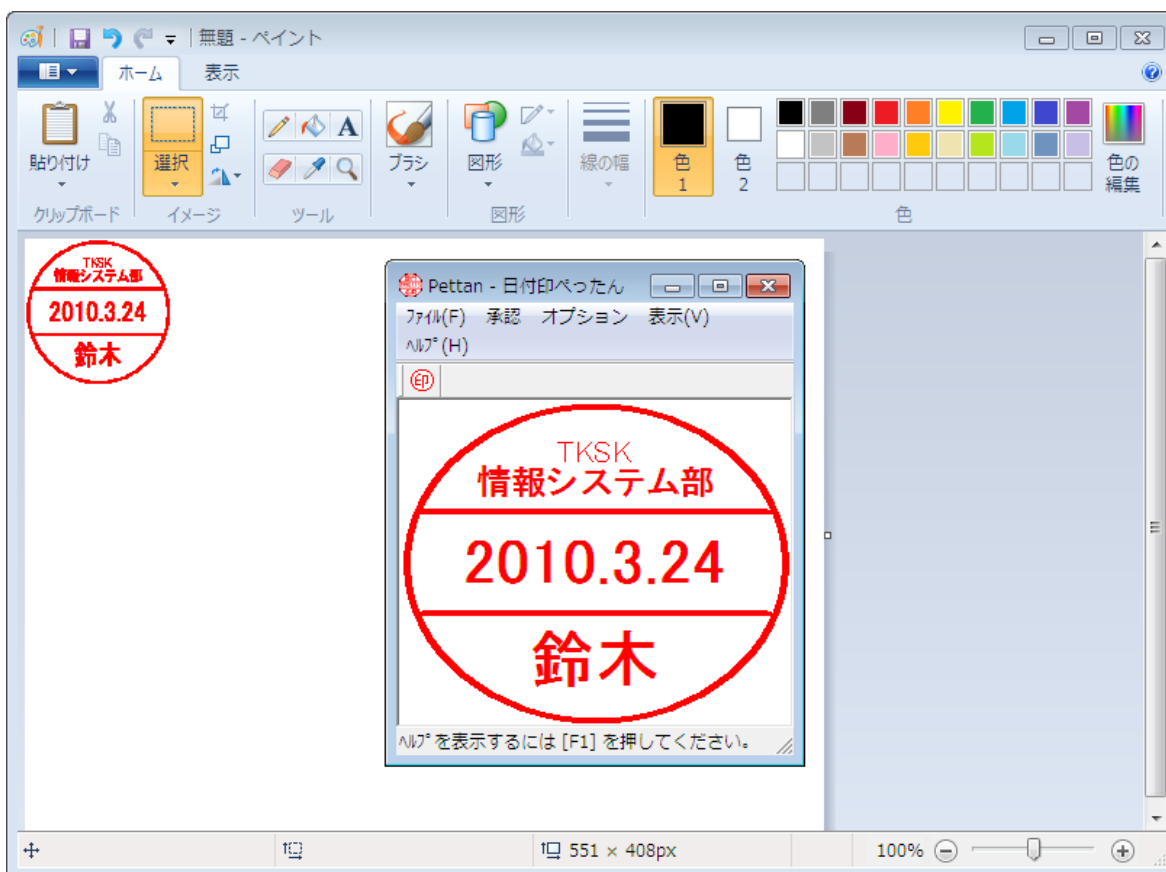 無題 - ペイント
ホーム 表示
貼り付け
選択
A
ブラシ
図形
線の幅
色
1
色
2
色の
編集
クリップボード
イメージ
ツール
図形
色
TKSK
情報システム部
2010.3.24
鈴木
Pettan - 日付印ぺったん
ファイル(F) 承認 オプション 表示(V)
ヘルプ(H)
印
TKSK
情報システム部
2010.3.24
鈴木
ヘルプを表示するには [F1] を押してください。
551 × 408px
100%